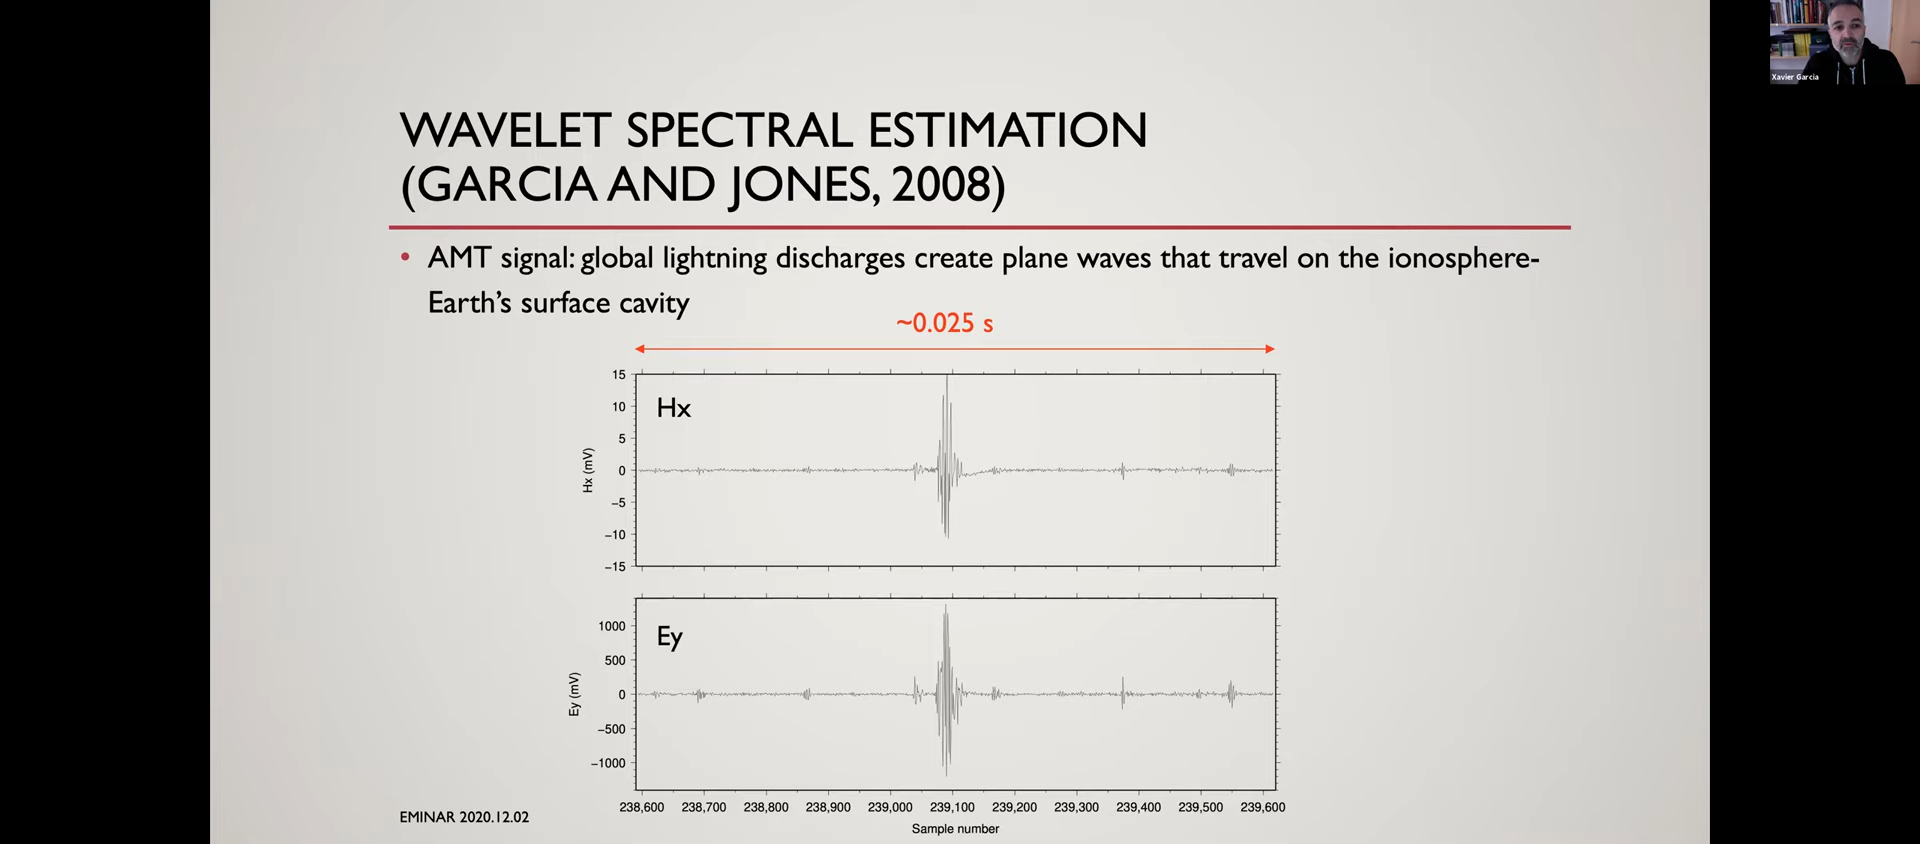 Xavier Garcia
WAVELET SPECTRAL ESTIMATION
(GARCIA AND JONES, 2008)
• AMT signal: global lightning discharges create plane waves that travel on the ionosphere-
Earth's surface cavity
~0.025 s
15
10
5
0
−5
−10
−15
Hx (mV)
Hx
1000
500
0
−500
−1000
Ey (mV)
Ey
238,600 238,700 238,800 238,900 239,000 239,100 239,200 239,300 239,400 239,500 239,600
Sample number
EMINAR 2020.12.02